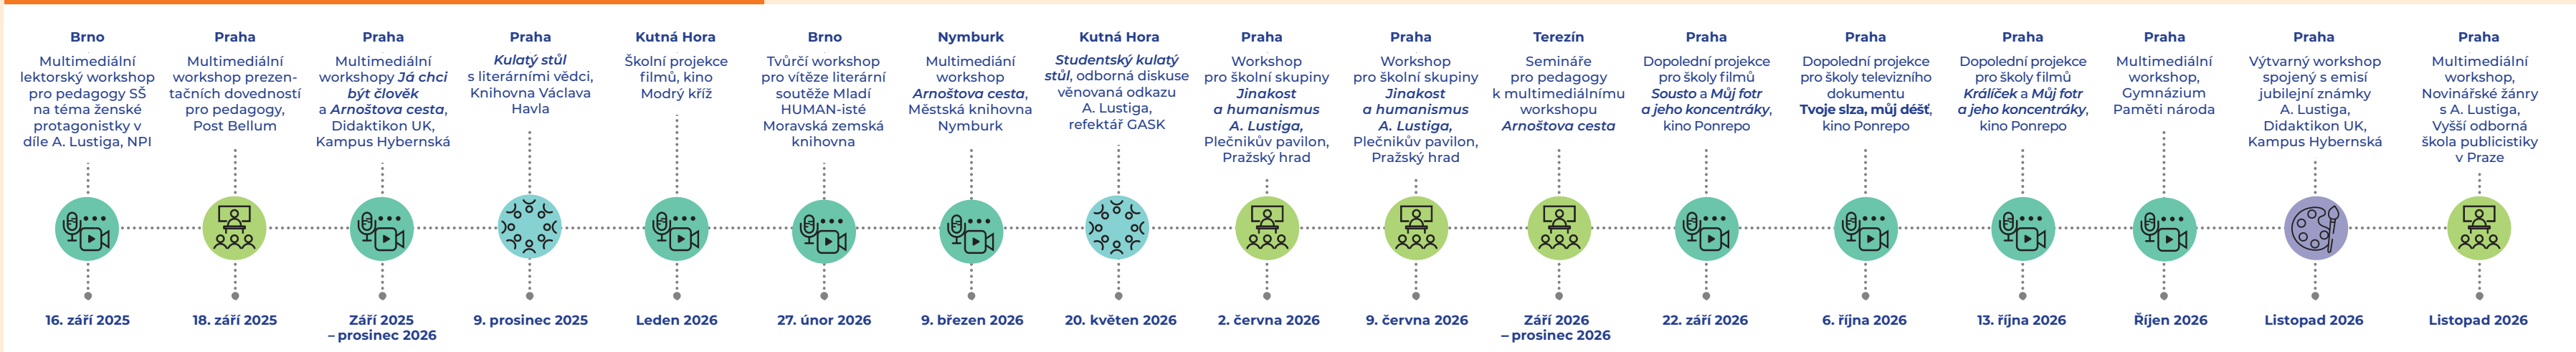 Brno
Multimediální
lektorský workshop
pro pedagogy SŠ
na téma ženské
protagonistky v
díle A. Lustiga, NPI
16. září 2025
Praha
Multimediální
workshop prezen-
tačních dovedností
pro pedagogy,
Post Bellum
18. září 2025
Praha
Multimediální
workshopy Já chci
být člověk
a Arnoštova cesta,
Didaktikon UK,
Kampus Hybernská
Září 2025
– prosinec 2026
Praha
Kulatý stůl
s literárními vědci,
Knihovna Václava
Havla
9. prosinec 2025
Kutná Hora
Školní projekce
filmů, kino
Modrý kříž
Leden 2026
Brno
Tvůrčí workshop
pro vítěze literární
soutěže Mladí
HUMAN-isté
Moravská zemská
knihovna
27. únor 2026
Nymburk
Multimediání
workshop
Arnoštova cesta,
Městská knihovna
Nymburk
9. březen 2026
Kutná Hora
Studentský kulatý
stůl, odborná diskuse
věnovaná odkazu
A. Lustiga,
refektář GASK
20. květen 2026
Praha
Workshop
pro školní skupiny
Jinakost
a humanismus
A. Lustiga,
Plečnikův pavilon,
Pražský hrad
2. června 2026
Praha
Workshop
pro školní skupiny
Jinakost
a humanismus
A. Lustiga,
Plečnikův pavilon,
Pražský hrad
9. června 2026
Terezín
Semináře
pro pedagogy
k multimediálnímu
workshopu
Arnoštova cesta
Září 2026
– prosinec 2026
Praha
Dopolední projekce
pro školy filmů
Sousto a Můj fotr
a jeho koncentráky,
kino Ponrepo
22. září 2026
Praha
Dopolední projekce
pro školy televizního
dokumentu
Tvoje slza, můj déšť,
kino Ponrepo
6. října 2026
Praha
Dopolední projekce
pro školy filmů
Králíček a Můj fotr
a jeho koncentráky,
kino Ponrepo
13. října 2026
Praha
Multimediální
workshop,
Gymnázium
Paměti národa
Říjen 2026
Praha
Výtvarný workshop
spojený s emisí
jubilejní známky
A. Lustiga,
Didaktikon UK,
Kampus Hybernská
Listopad 2026
Praha
Multimediální
workshop,
Novinářské žánry
s A. Lustiga,
Vyšší odborná
škola publicistiky
v Praze
Listopad 2026